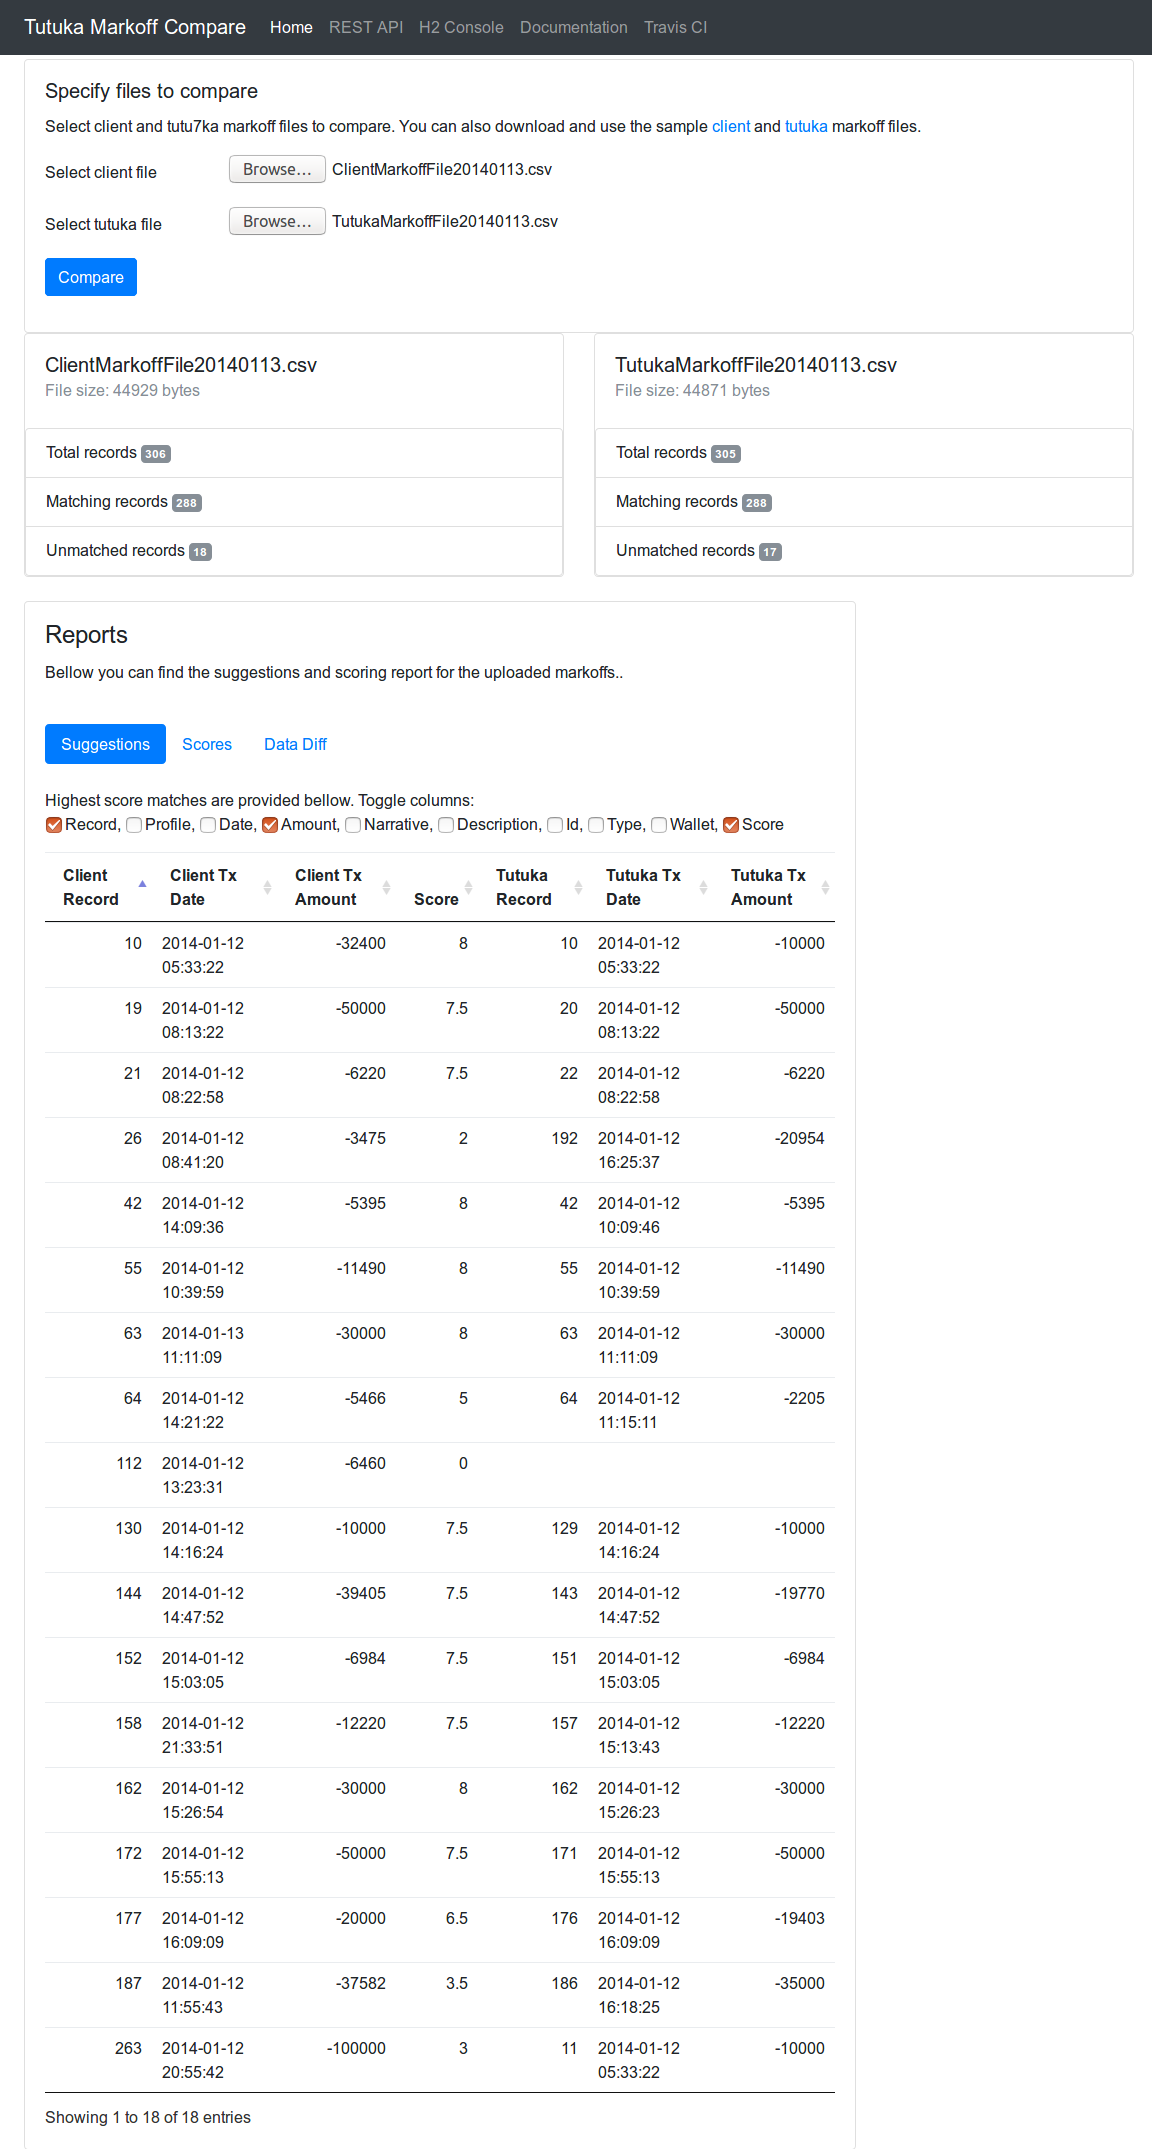 Tutuka Markoff Compare Home REST API H2 Console Documentation Travis CI
Specify files to compare
Select client and tutu7ka markoff files to compare. You can also download and use the sample client and tutuka markoff files.
Select client file Browse... ClientMarkoffFile20140113.csv
Select tutuka file Browse... TutukaMarkoffFile20140113.csv
Compare
ClientMarkoffFile20140113.csv
File size: 44929 bytes
Total records 306
Matching records 288
Unmatched records 18
TutukaMarkoffFile20140113.csv
File size: 44871 bytes
Total records 305
Matching records 288
Unmatched records 17
Reports
Bellow you can find the suggestions and scoring report for the uploaded markoffs..
Suggestions Scores Data Diff
Highest score matches are provided bellow. Toggle columns:
Record, Profile, Date, Amount, Narrative, Description, Id, Type, Wallet, Score
Client Client Tx Client Tx Tutuka Tutuka Tx Tutuka Tx
Record Date Amount Score Record Date Amount
10 2014-01-12 -32400 8 10 2014-01-12 -10000
05:33:22 05:33:22
19 2014-01-12 -50000 7.5 20 2014-01-12 -50000
08:13:22 08:13:22
21 2014-01-12 -6220 7.5 22 2014-01-12 -6220
08:22:58 08:22:58
26 2014-01-12 -3475 2 192 2014-01-12 -20954
08:41:20 16:25:37
42 2014-01-12 -5395 8 42 2014-01-12 -5395
14:09:36 10:09:46
55 2014-01-12 -11490 8 55 2014-01-12 -11490
10:39:59 10:39:59
63 2014-01-13 -30000 8 63 2014-01-12 -30000
11:11:09 11:11:09
64 2014-01-12 -5466 5 64 2014-01-12 -2205
14:21:22 11:15:11
112 2014-01-12 -6460 0
13:23:31
130 2014-01-12 -10000 7.5 129 2014-01-12 -10000
14:16:24 14:16:24
144 2014-01-12 -39405 7.5 143 2014-01-12 -19770
14:47:52 14:47:52
152 2014-01-12 -6984 7.5 151 2014-01-12 -6984
15:03:05 15:03:05
158 2014-01-12 -12220 7.5 157 2014-01-12 -12220
21:33:51 15:13:43
162 2014-01-12 -30000 8 162 2014-01-12 -30000
15:26:54 15:26:23
172 2014-01-12 -50000 7.5 171 2014-01-12 -50000
15:55:13 15:55:13
177 2014-01-12 -20000 6.5 176 2014-01-12 -19403
16:09:09 16:09:09
187 2014-01-12 -37582 3.5 186 2014-01-12 -35000
11:55:43 16:18:25
263 2014-01-12 -100000 3 11 2014-01-12 -10000
20:55:42 05:33:22
Showing 1 to 18 of 18 entries